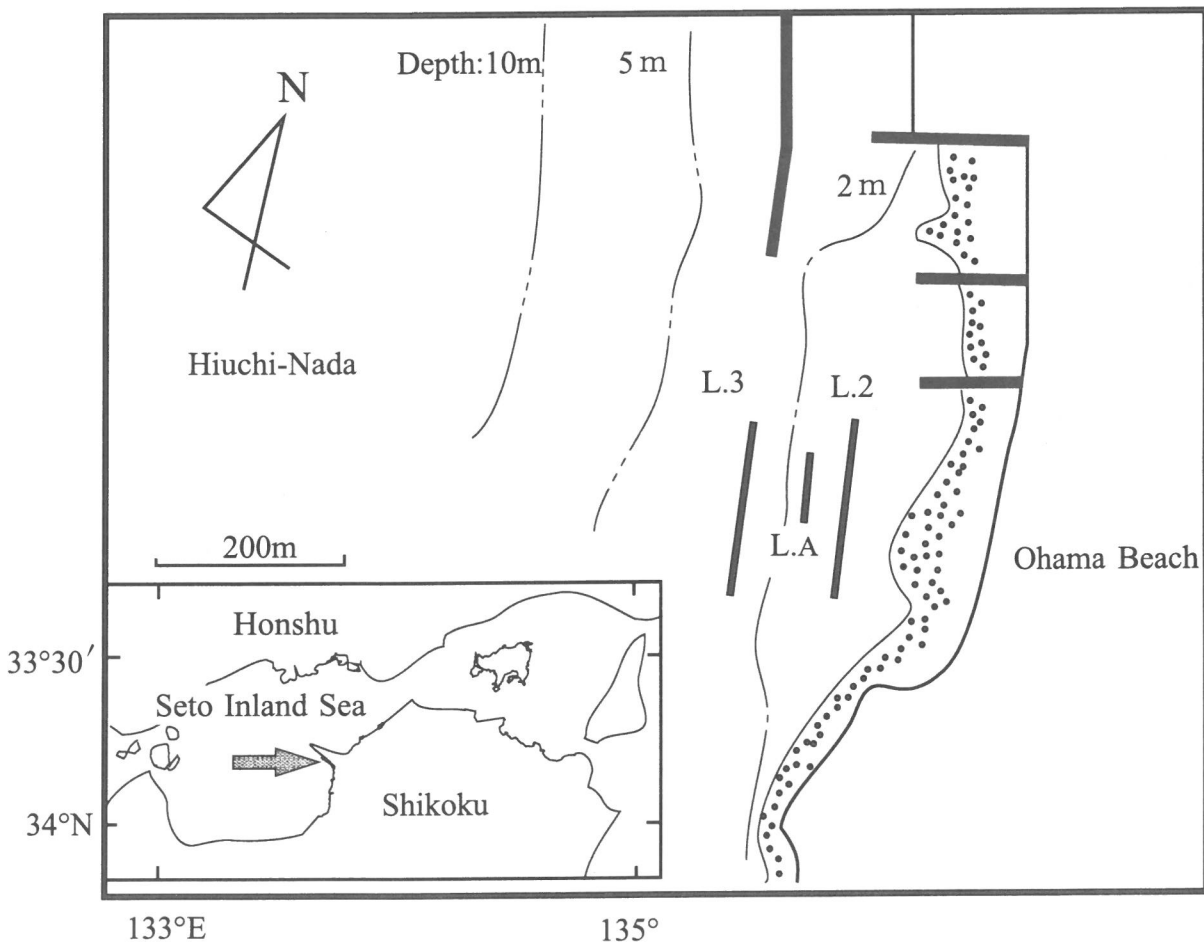 Depth:10m
5 m
N
2 m
Hiuchi-Nada
L.3
L.2
L.A
200m
Ohama Beach
Honshu
33°30′
Seto Inland Sea
34°N
Shikoku
133°E
135°